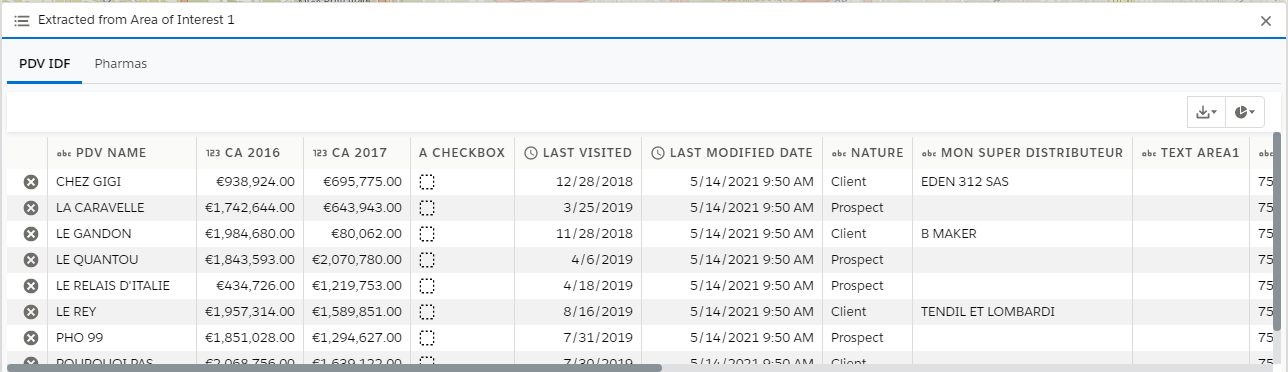 Extracted from Area of Interest 1
PDV IDF Pharmas
abc PDV NAME 123 CA 2016 123 CA 2017 A CHECKBOX LAST VISITED LAST MODIFIED DATE abc NATURE abc MON SUPER DISTRIBUTEUR abc TEXT AREA1 abc
CHEZ GIGI €938,924.00 €695,775.00 12/28/2018 5/14/2021 9:50 AM Client EDEN 312 SAS 75
LA CARAVELLE €1,742,644.00 €643,943.00 3/25/2019 5/14/2021 9:50 AM Prospect 75
LE GANDON €1,984,680.00 €80,062.00 11/28/2018 5/14/2021 9:50 AM Client B MAKER 75
LE QUANTOU €1,843,593.00 €2,070,780.00 4/6/2019 5/14/2021 9:50 AM Prospect 75
LE RELAIS D'ITALIE €434,726.00 €1,219,753.00 4/18/2019 5/14/2021 9:50 AM Prospect 75
LE REY €1,957,314.00 €1,589,851.00 8/16/2019 5/14/2021 9:50 AM Client TENDIL ET LOMBARDI 75
PHO 99 €1,851,028.00 €1,294,627.00 7/31/2019 5/14/2021 9:50 AM Prospect 75
POURQUOI PAS €2,068,756.00 €1,639,122.00 7/30/2019 5/14/2021 9:50 AM Client 75